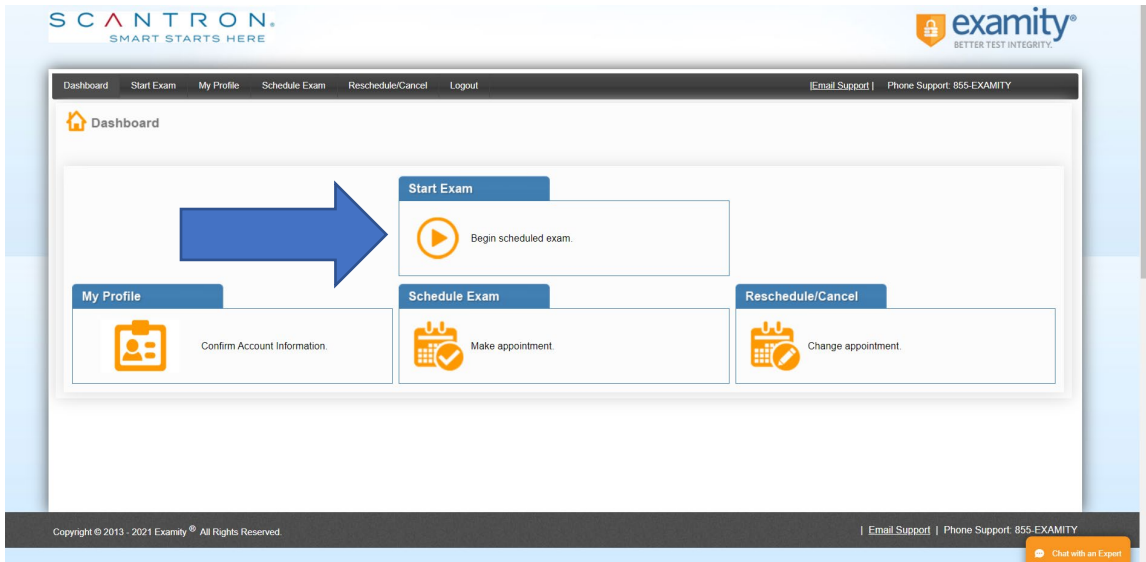 SCANTRON®
SMART STARTS HERE
examity®
BETTER TEST INTEGRITY.
Dashboard Start Exam My Profile Schedule Exam Reschedule/Cancel Logout |Email Support | Phone Support: 855-EXAMITY
Dashboard
Start Exam
Begin scheduled exam.
My Profile
Confirm Account Information.
Schedule Exam
Make appointment.
Reschedule/Cancel
Change appointment.
Copyright © 2013 - 2021 Examity ® All Rights Reserved. | Email Support | Phone Support: 855-EXAMITY
Chat with an Expert